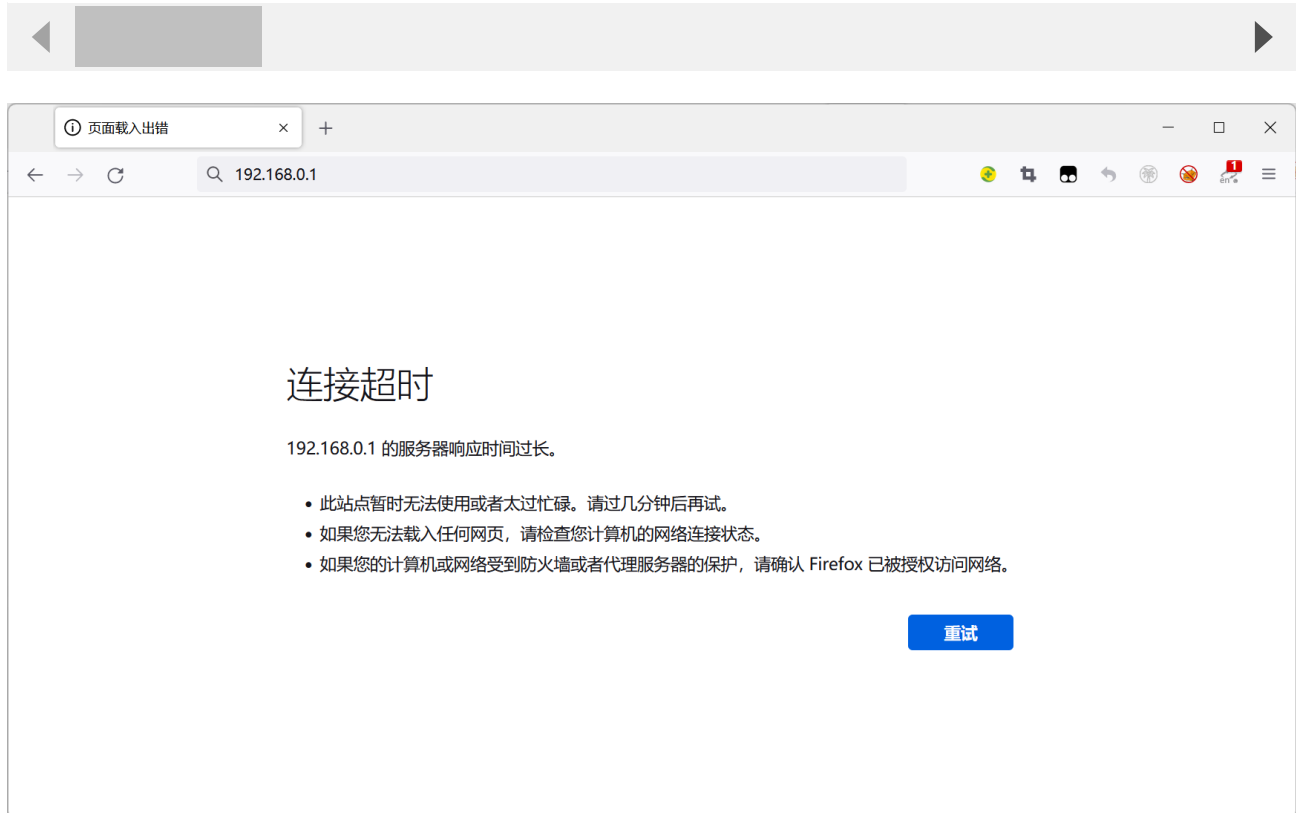 页面载入出错
192.168.0.1
1
en
连接超时
192.168.0.1 的服务器响应时间过长。
此站点暂时无法使用或者太过忙碌。请过几分钟后再试。
如果您无法载入任何网页，请检查您计算机的网络连接状态。
如果您的计算机或网络受到防火墙或者代理服务器的保护，请确认 Firefox 已被授权访问网络。
重试